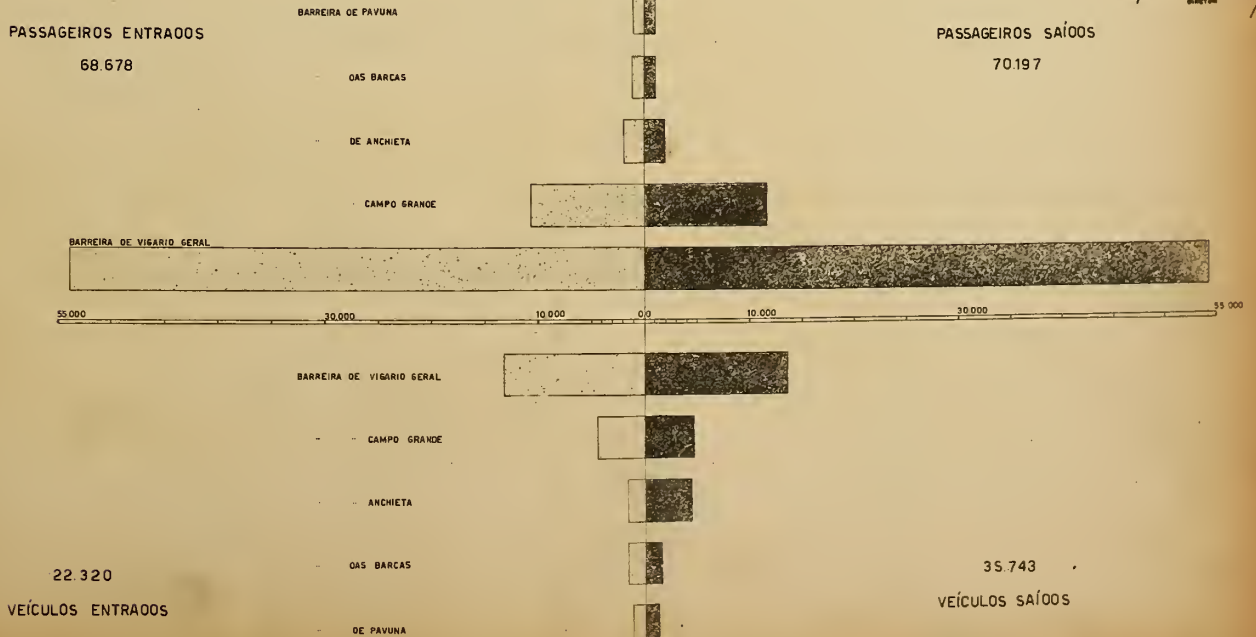 BARREIRA DE PAVUNA
DIRETOR
PASSAGEIROS ENTRADOS
68.678
PASSAGEIROS SAÍDOS
70.197
" DAS BARCAS
" DE ANCHIETA
" CAMPO GRANDE
BARREIRA DE VIGARIO GERAL
55 000 30.000 10 000 0,0 10.000 30 000 55 000
BARREIRA DE VIGARIO GERAL
" " CAMPO GRANDE
" " ANCHIETA
" DAS BARCAS
22.320
VEÍCULOS ENTRADOS
35.743
VEÍCULOS SAÍDOS
" DE PAVUNA